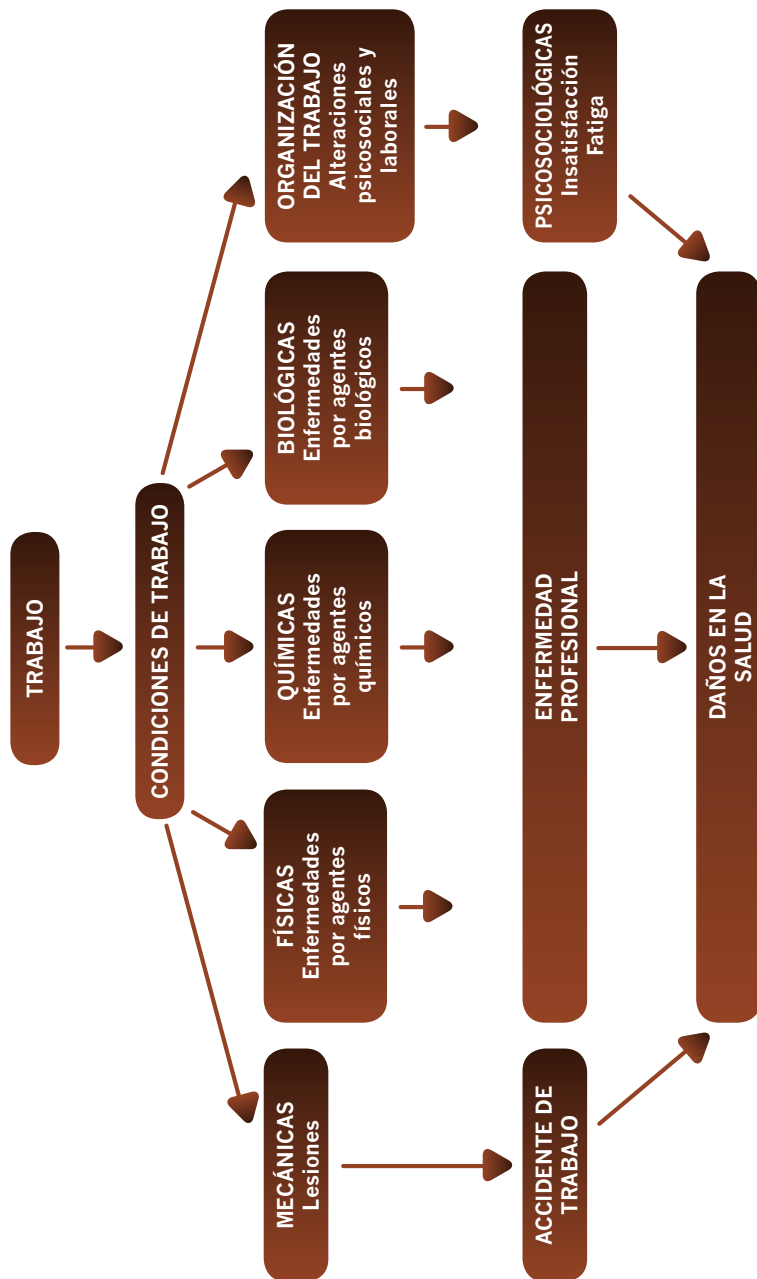 TRABAJO
CONDICIONES DE TRABAJO
MECÁNICAS
Lesiones
FÍSICAS
Enfermedades
por agentes
físicos
QUÍMICAS
Enfermedades
por agentes
químicos
BIOLÓGICAS
Enfermedades
por agentes
biológicos
ORGANIZACIÓN
DEL TRABAJO
Alteraciones
psicosociales y
laborales
ACCIDENTE DE
TRABAJO
ENFERMEDAD
PROFESIONAL
PSICOSOCIOLÓGICAS
Insatisfacción
Fatiga
DAÑOS EN LA
SALUD